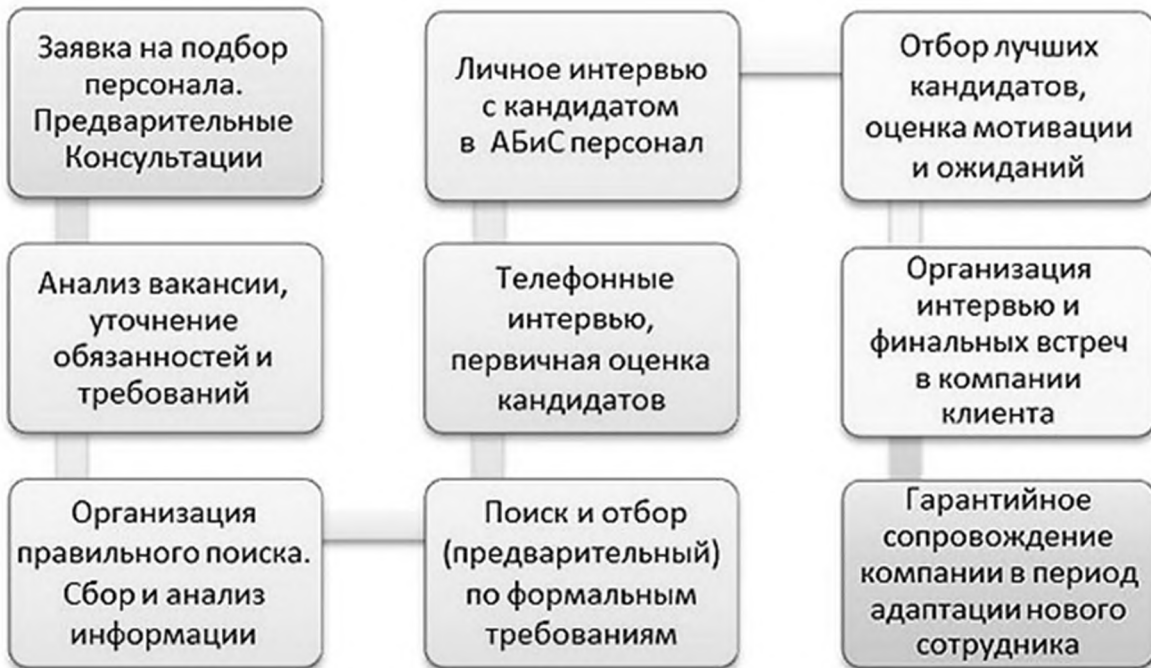 Заявка на подбор
персонала.
Предварительные
Консультации
Анализ вакансии,
уточнение
обязанностей и
требований
Организация
правильного поиска.
Сбор и анализ
информации
Поиск и отбор
(предварительный)
по формальным
требованиям
Телефонные
интервью,
первичная оценка
кандидатов
Личное интервью
с кандидатом
в АБиС персонал
Отбор лучших
кандидатов,
оценка мотивации
и ожиданий
Организация
интервью и
финальных встреч
в компании
клиента
Гарантийное
сопровождение
компании в период
адаптации нового
сотрудника